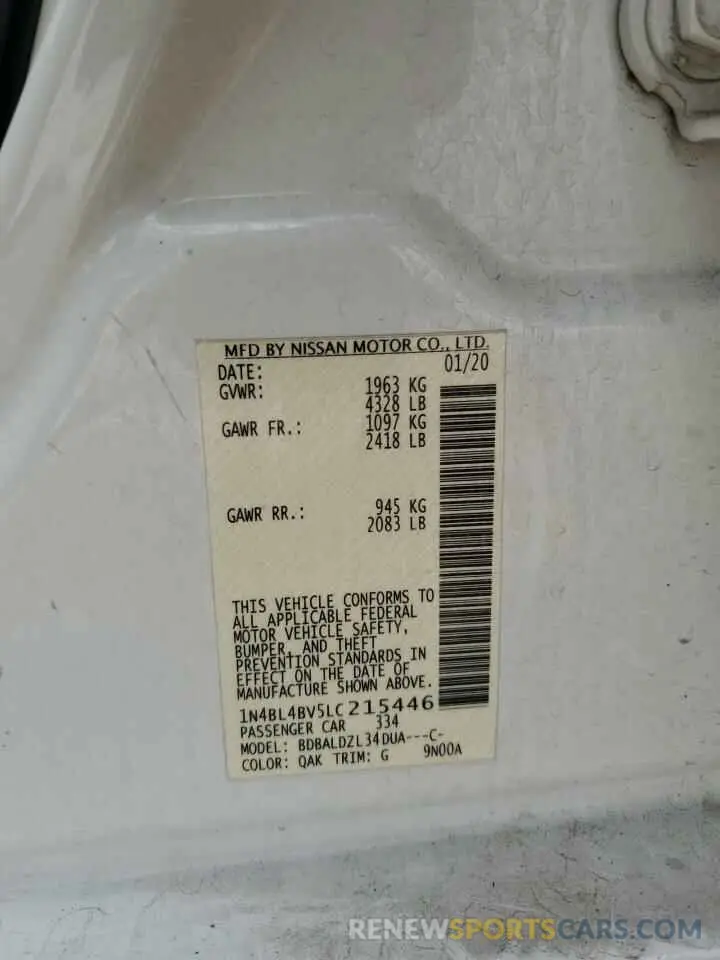 MFD BY NISSAN MOTOR CO., LTD.
DATE: 01/20
GVWR: 1963 KG
4328 LB
GAWR FR.: 1097 KG
2418 LB
GAWR RR.: 945 KG
2083 LB
THIS VEHICLE CONFORMS TO
ALL APPLICABLE FEDERAL
MOTOR VEHICLE SAFETY,
BUMPER, AND THEFT
PREVENTION STANDARDS IN
EFFECT ON THE DATE OF
MANUFACTURE SHOWN ABOVE.
1N4BL4BV5LC215446
PASSENGER CAR 334
MODEL: BDBALDZL34DUA---C-
COLOR: QAK TRIM: G 9N00A
RENEWSPORTSCARS.COM